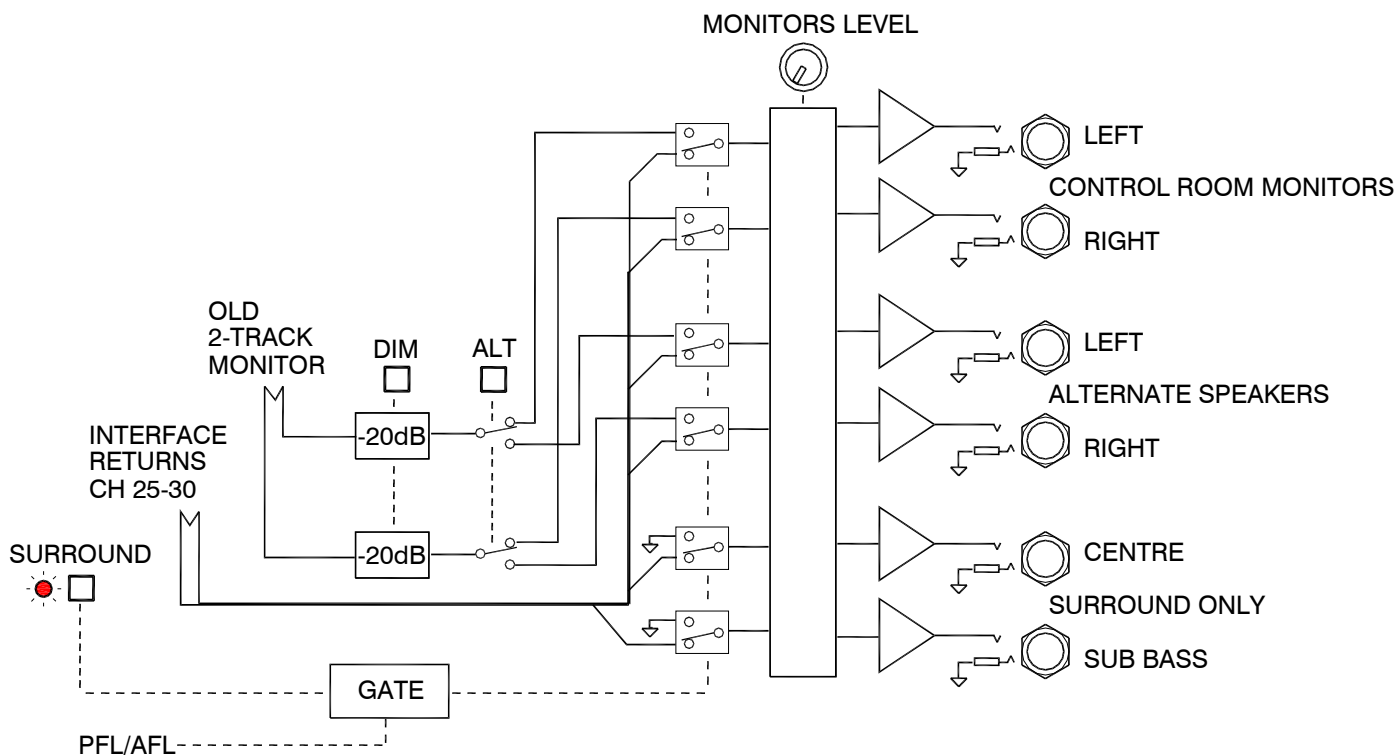 MONITORS LEVEL
LEFT
CONTROL ROOM MONITORS
RIGHT
OLD
2-TRACK
MONITOR
DIM
ALT
LEFT
ALTERNATE SPEAKERS
RIGHT
-20dB
INTERFACE
RETURNS
CH 25-30
-20dB
SURROUND
CENTRE
SURROUND ONLY
SUB BASS
GATE
PFL/AFL